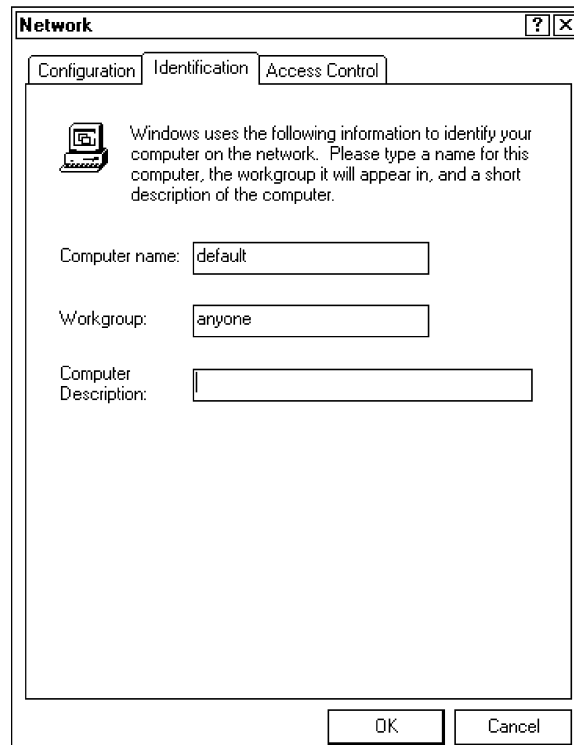 Network
Configuration Identification Access Control
Windows uses the following information to identify your
computer on the network. Please type a name for this
computer, the workgroup it will appear in, and a short
description of the computer.
Computer name: default
Workgroup: anyone
Computer
Description:
OK Cancel